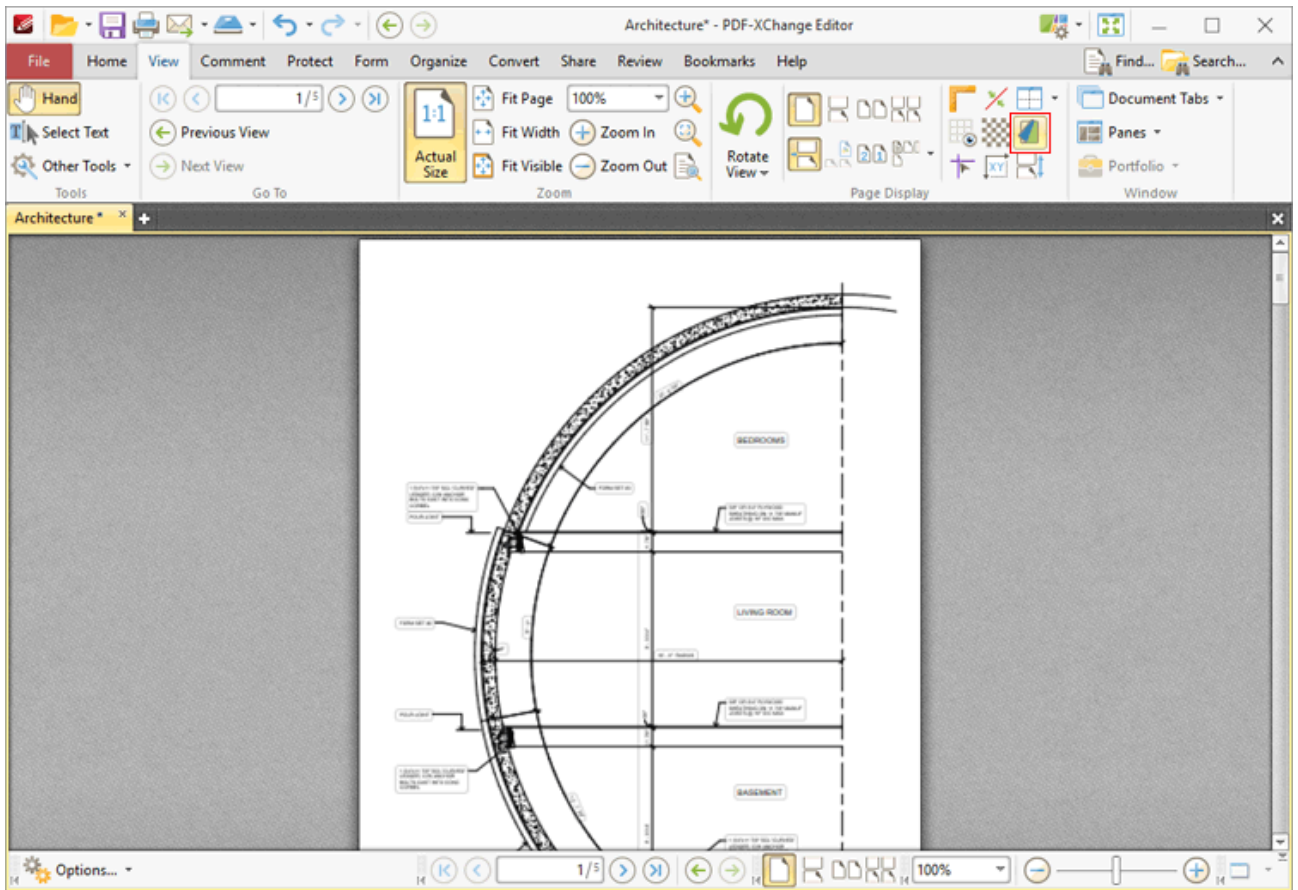 Architecture* - PDF-XChange Editor
File Home View Comment Protect Form Organize Convert Share Review Bookmarks Help Find... Search...
Hand 1/5 1:1 Fit Page 100% Document Tabs
Select Text Previous View Fit Width Zoom In Panes
Other Tools Next View Actual Size Fit Visible Zoom Out Rotate View Portfolio
Tools Go To Zoom Page Display Window
Architecture *
BEDROOMS
LIVING ROOM
BASEMENT
Options... 1/5 100%